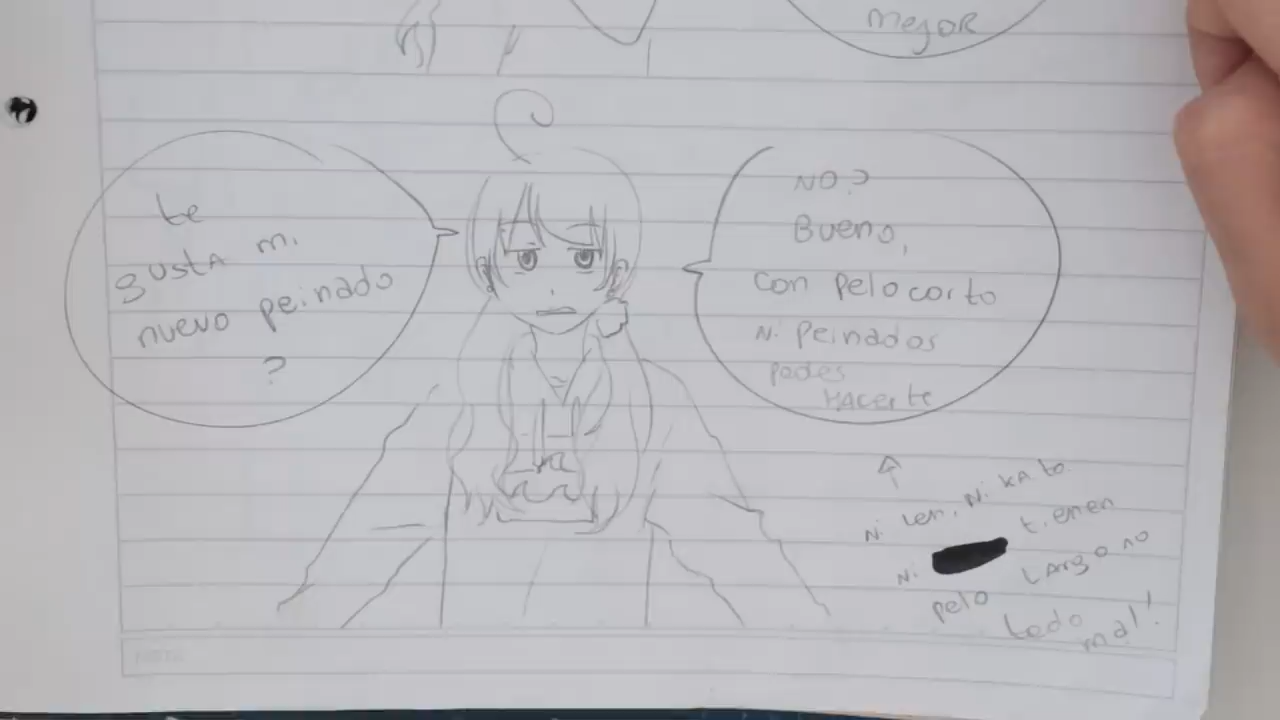 mejor
te
gusta mi
nuevo peinado
?
NO?
Bueno,
con pelo corto
Ni peinados
podes
HACerte
Ni Len, Ni KAto
Ni tienen
pelo LArgo no
todo mal!